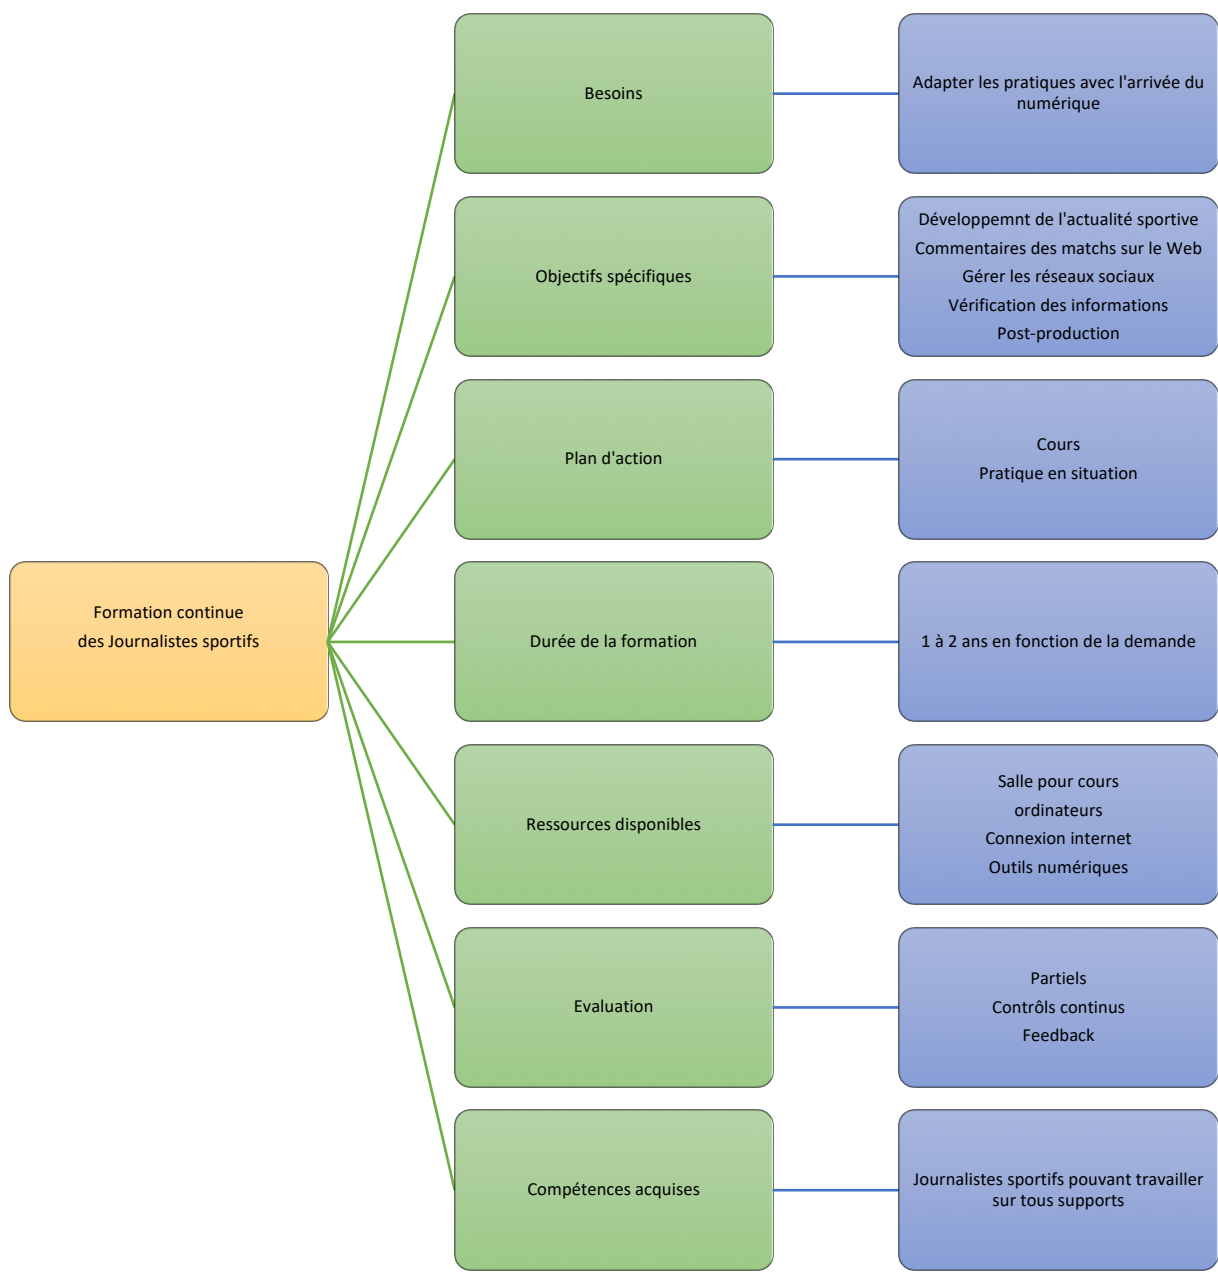 Formation continue
des Journalistes sportifs
Besoins
Adapter les pratiques avec l'arrivée du
numérique
Objectifs spécifiques
Développemnt de l'actualité sportive
Commentaires des matchs sur le Web
Gérer les réseaux sociaux
Vérification des informations
Post-production
Plan d'action
Cours
Pratique en situation
Durée de la formation
1 à 2 ans en fonction de la demande
Ressources disponibles
Salle pour cours
ordinateurs
Connexion internet
Outils numériques
Evaluation
Partiels
Contrôls continus
Feedback
Compétences acquises
Journalistes sportifs pouvant travailler
sur tous supports